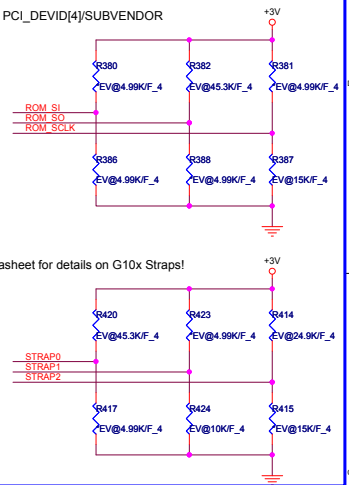 PCI_DEVID[4]/SUBVENDOR
+3V
R380 R382 R381
*EV@4.99K/F_4 EV@45.3K/F_4 *EV@4.99K/F_4
ROM_SI
ROM_SO
ROM_SCLK
R386 R388 R387
EV@4.99K/F_4 *EV@4.99K/F_4 EV@15K/F_4
asheet for details on G10x Straps!
+3V
R420 R423 R414
EV@45.3K/F_4 *EV@4.99K/F_4 EV@24.9K/F_4
STRAP0
STRAP1
STRAP2
R417 R424 R415
*EV@4.99K/F_4 EV@10K/F_4 *EV@15K/F_4